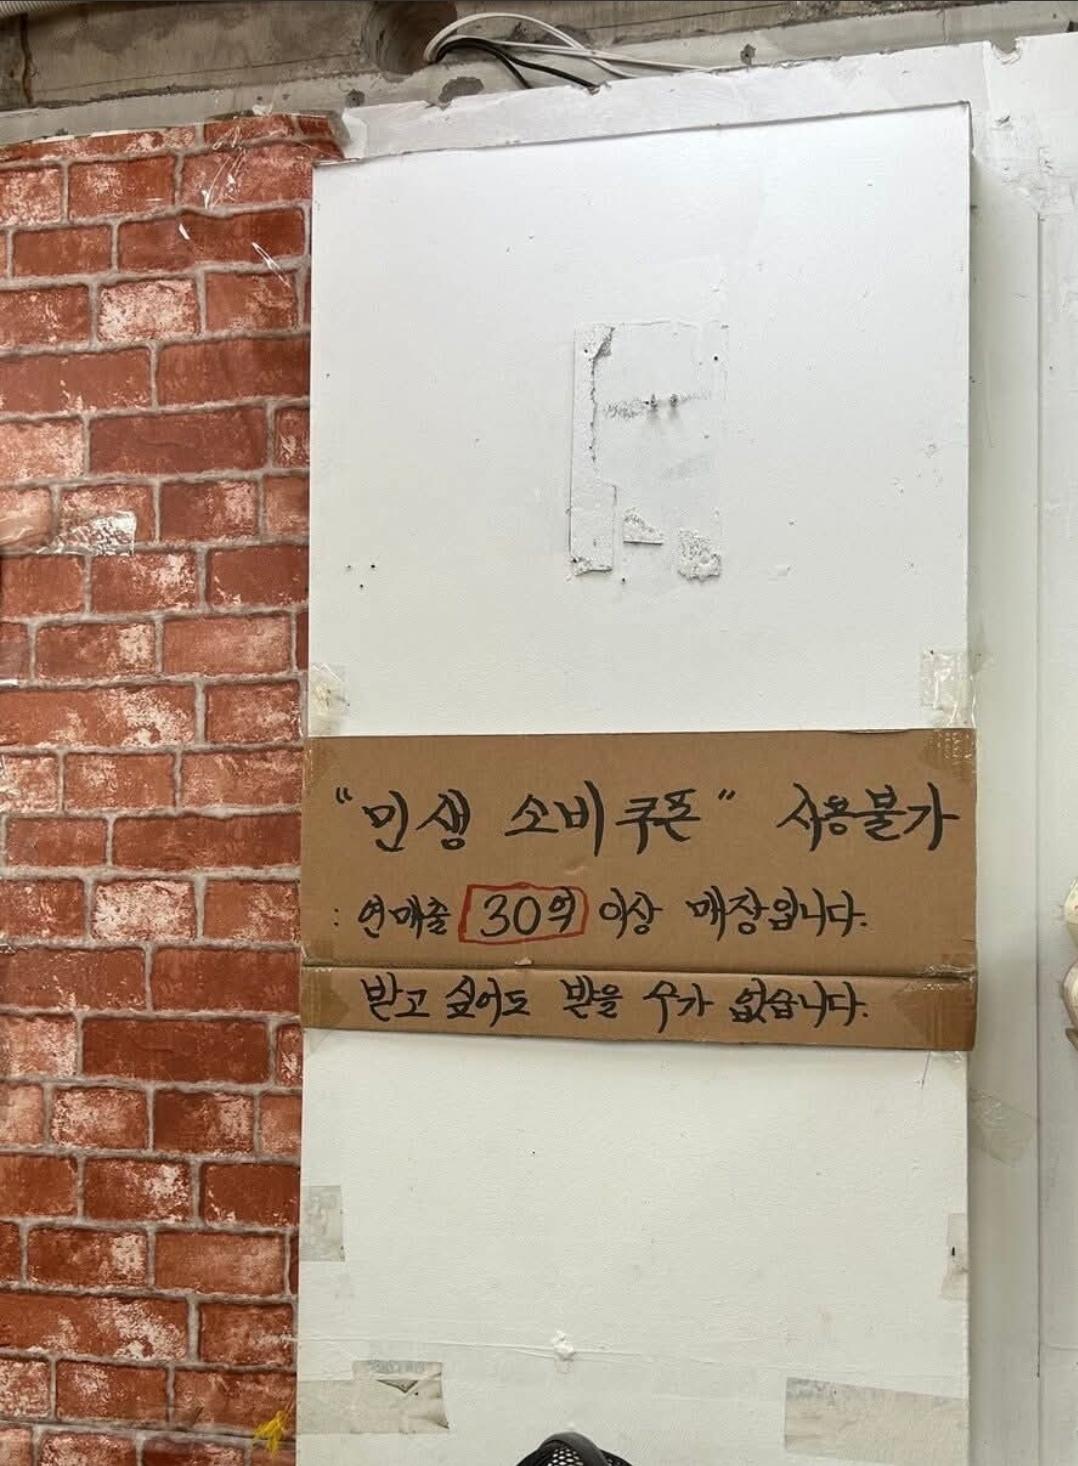 "민생 소비쿠폰" 사용불가
: 연매출 30억 이상 매장입니다.
받고 싶어도 받을 수가 없습니다.